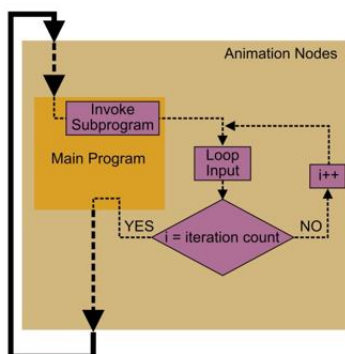 Animation Nodes
Invoke
Subprogram
Main Program
Loop
Input
i++
YES
NO
i = iteration count